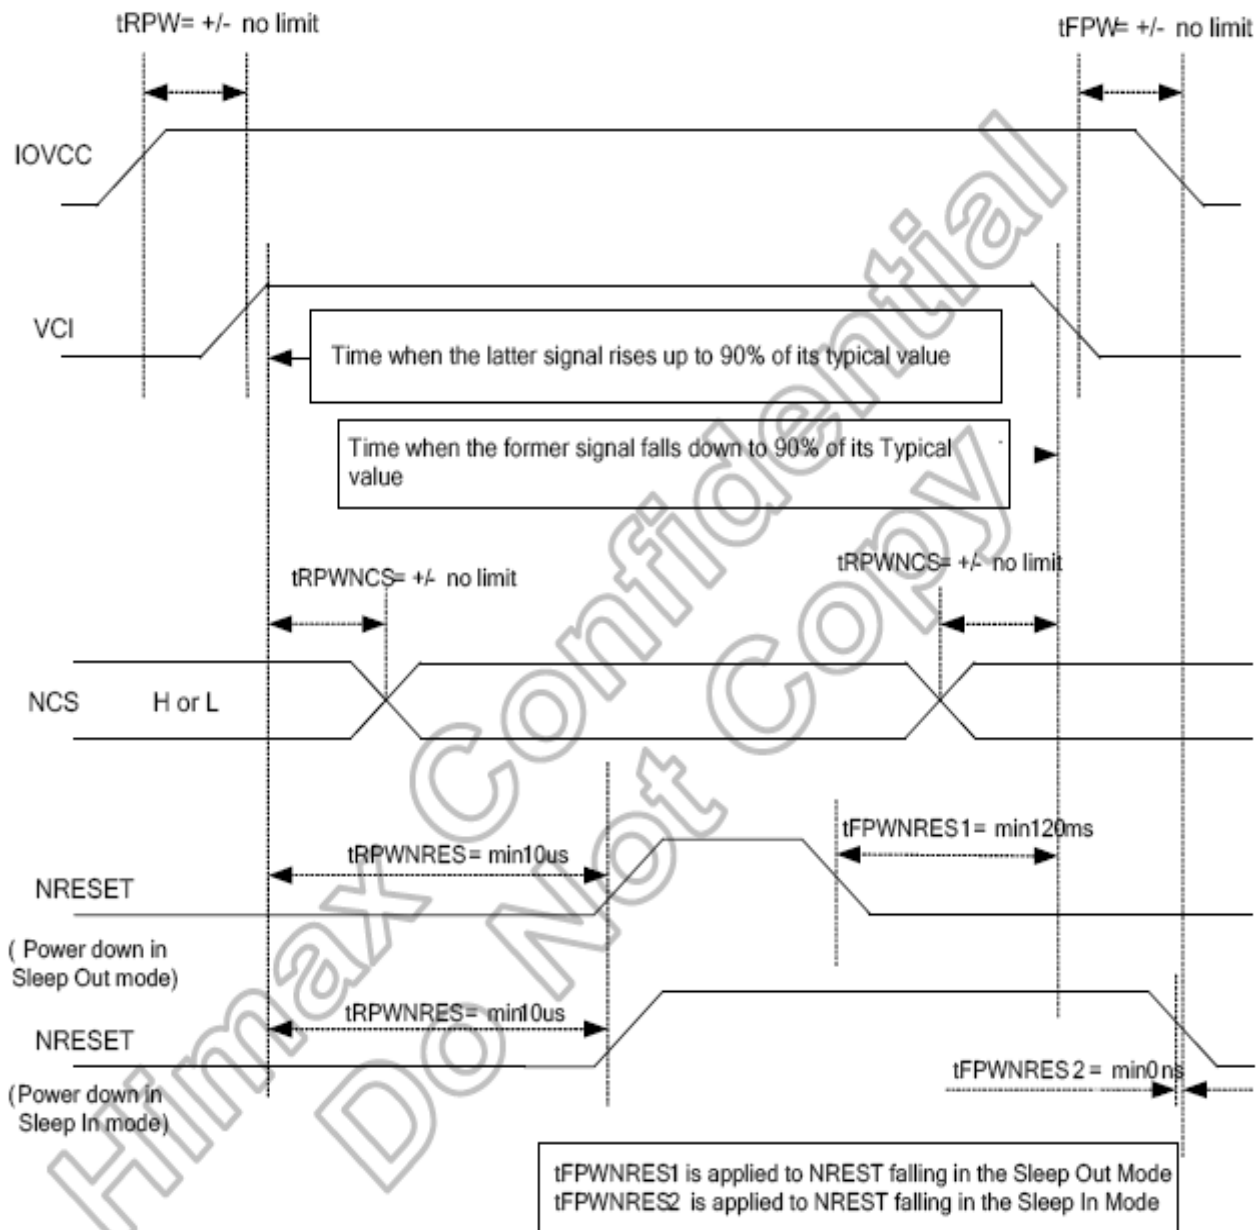 tRPW= +/- no limit
tFPW= +/- no limit
IOVCC
VCI
Time when the latter signal rises up to 90% of its typical value
Time when the former signal falls down to 90% of its Typical
value
tRPWNCS= +/- no limit
tRPWNCS= +/- no limit
NCS
H or L
tFPWNRES1= min120ms
tRPWNRES= min10us
NRESET
( Power down in
Sleep Out mode)
tRPWNRES= min10us
NRESET
tFPWNRES2 = min0ns
(Power down in
Sleep In mode)
tFPWNRES1 is applied to NREST falling in the Sleep Out Mode
tFPWNRES2 is applied to NREST falling in the Sleep In Mode
Himax Confidential
Do Not Copy